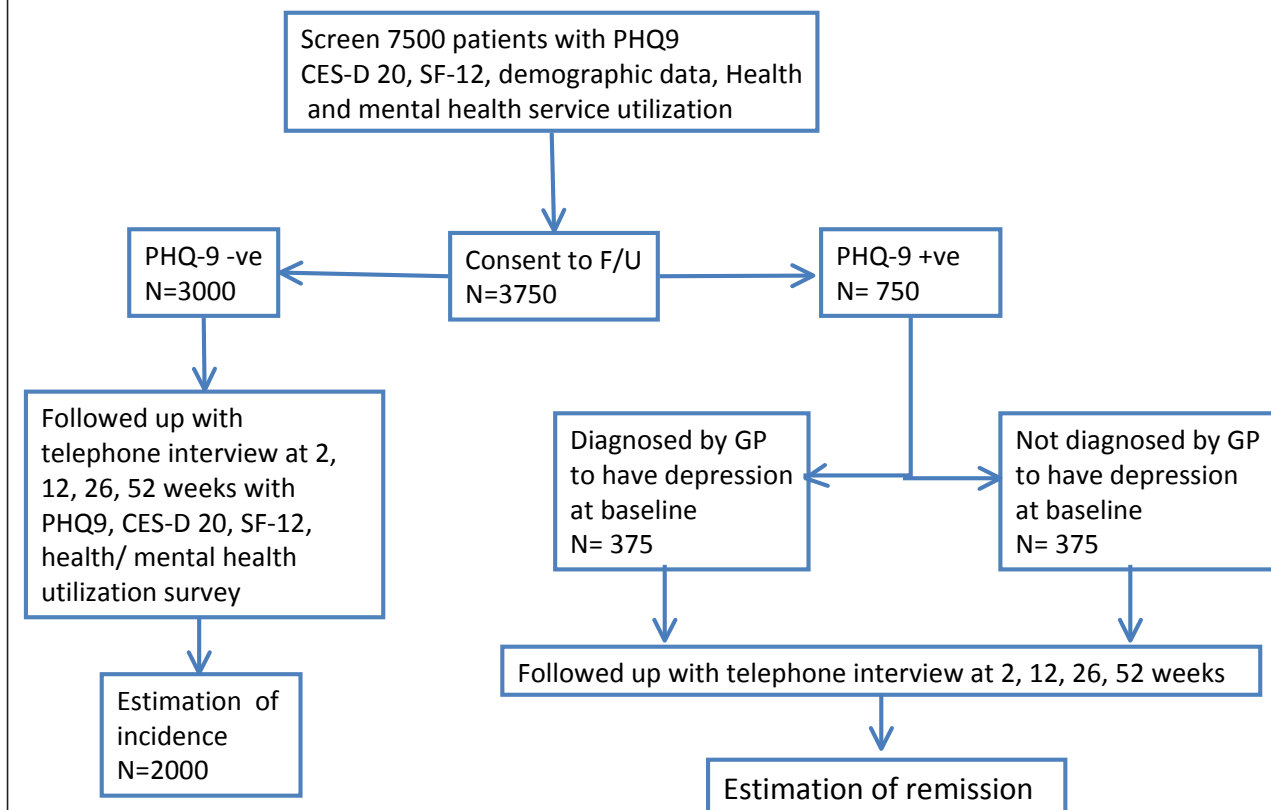 Screen 7500 patients with PHQ9
CES-D 20, SF-12, demographic data, Health
and mental health service utilization
PHQ-9 -ve
N=3000
Consent to F/U
N=3750
PHQ-9 +ve
N= 750
Followed up with
telephone interview at 2,
12, 26, 52 weeks with
PHQ9, CES-D 20, SF-12,
health/ mental health
utilization survey
Diagnosed by GP
to have depression
at baseline
N= 375
Not diagnosed by GP
to have depression
at baseline
N= 375
Followed up with telephone interview at 2, 12, 26, 52 weeks
Estimation of
incidence
N=2000
Estimation of remission